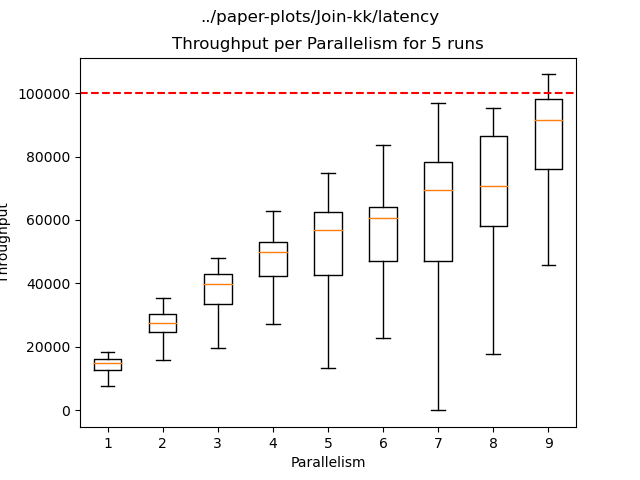 ../paper-plots/Join-kk/latency
Throughput per Parallelism for 5 runs
100000
80000
60000
40000
20000
0
Throughput
1 2 3 4 5 6 7 8 9
Parallelism